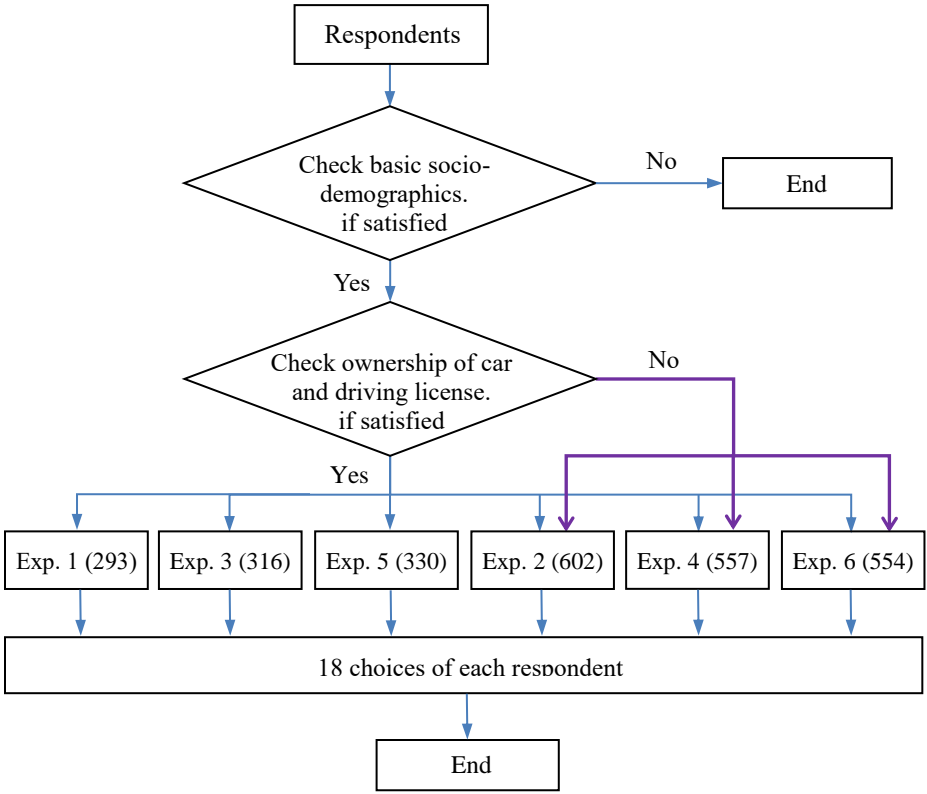 Respondents
Check basic socio-
demographics.
if satisfied
No
End
Yes
Check ownership of car
and driving license.
if satisfied
No
Yes
Exp. 1 (293)
Exp. 3 (316)
Exp. 5 (330)
Exp. 2 (602)
Exp. 4 (557)
Exp. 6 (554)
18 choices of each respondent
End